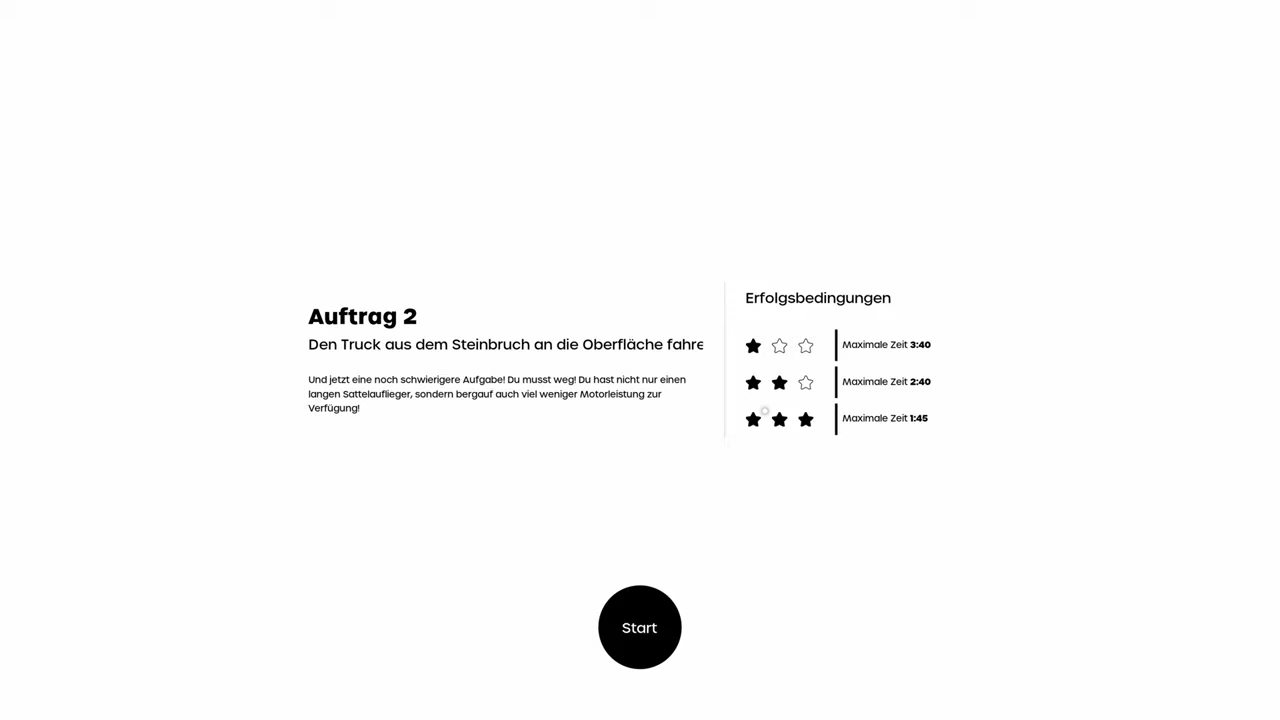 Auftrag 2
Den Truck aus dem Steinbruch an die Oberfläche fahre
Und jetzt eine noch schwierigere Aufgabe! Du musst weg! Du hast nicht nur einen
langen Sattelauflieger, sondern bergauf auch viel weniger Motorleistung zur
Verfügung!
Erfolgsbedingungen
Maximale Zeit 3:40
Maximale Zeit 2:40
Maximale Zeit 1:45
Start